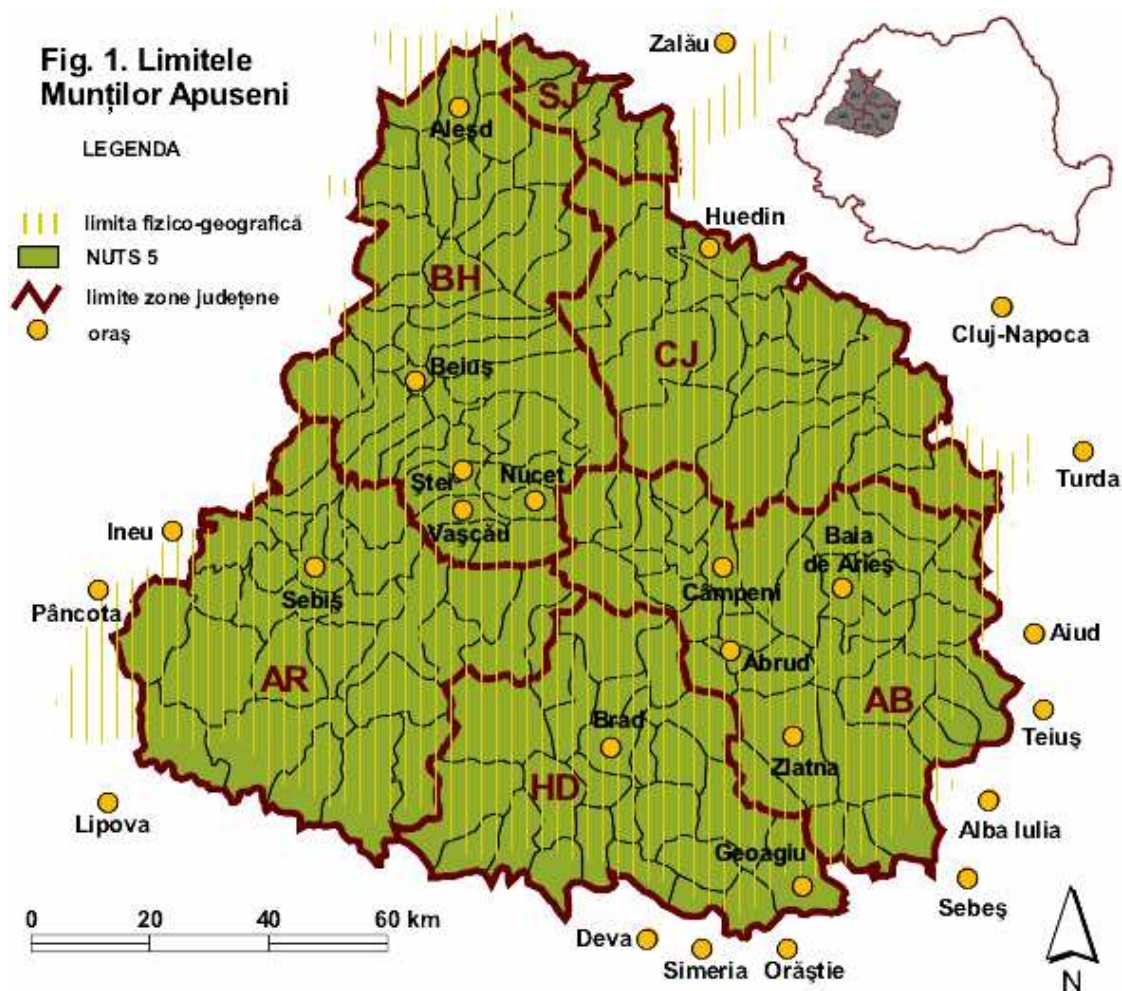 Fig. 1. Limitele
Munților Apuseni
LEGENDA
limita fizico-geografică
NUTS 5
limite zone județene
oraș
Zalău
SJ
Aleșd
Huedin
BH
Cluj-Napoca
CJ
Beiuș
Turda
Ștei
Nucet
Vașcău
Ineu
Baia
de Arieș
Câmpeni
Sebiș
Pâncota
Aiud
Abrud
AR
AB
Teiuș
Brad
Zlatna
HD
Lipova
Alba Iulia
Geoagiu
Sebeș
0 20 40 60 km
Deva
Simeria
Orăștie
N